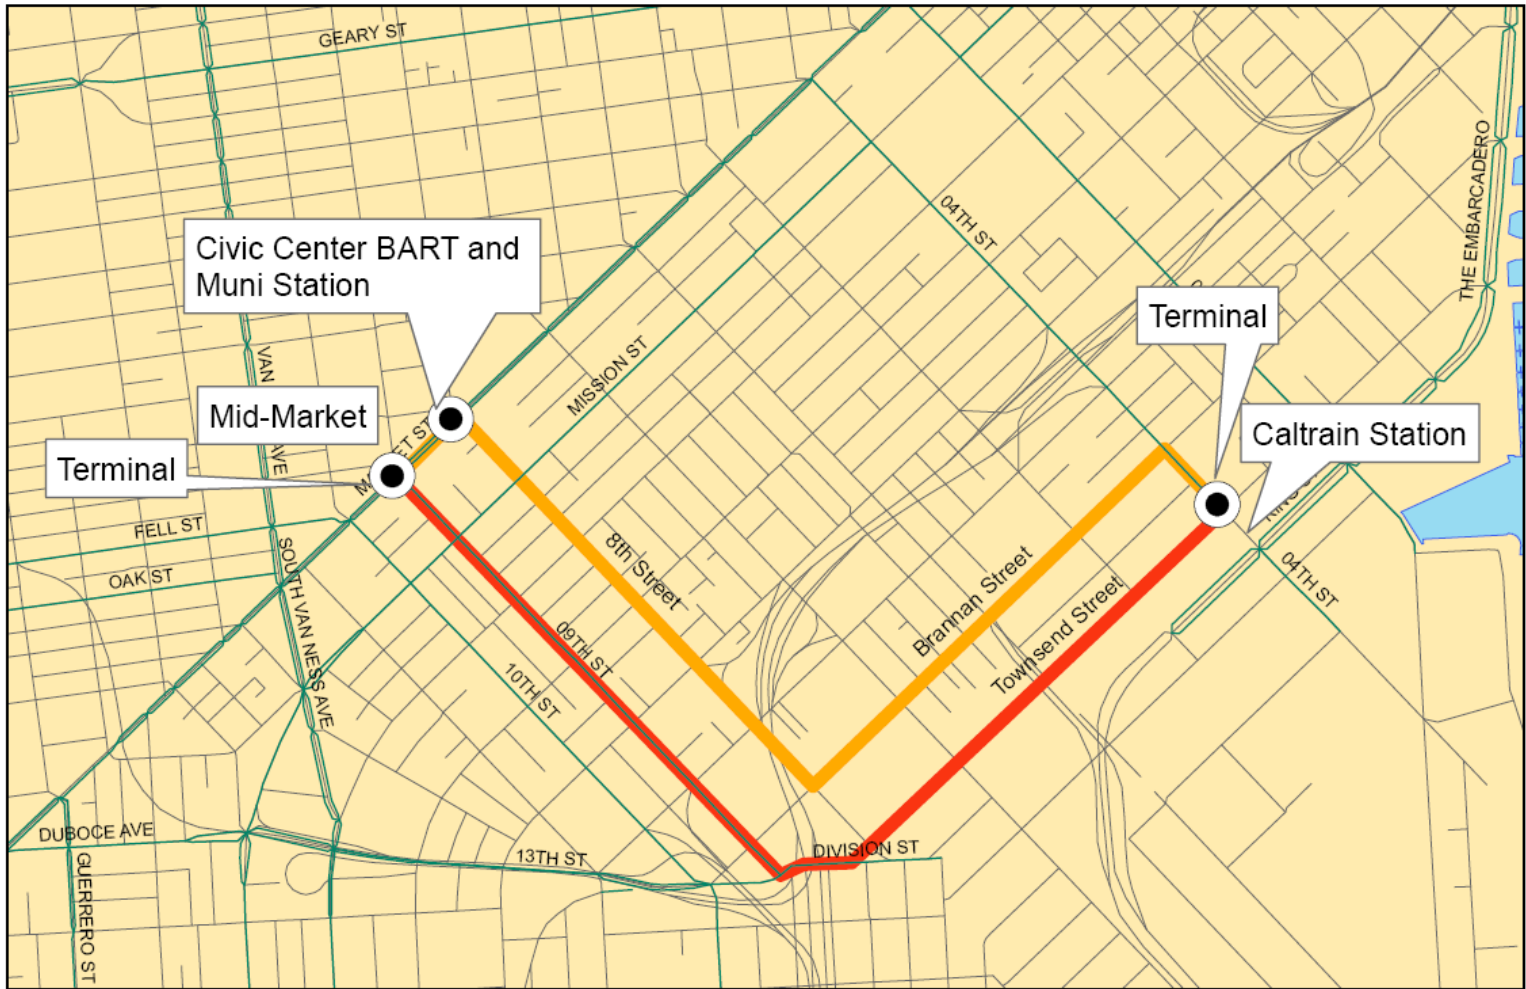 GEARY ST
THE EMBARCADERO
04TH ST
Civic Center BART and
Muni Station
Terminal
VAN
AVE
MISSION ST
Mid-Market
Caltrain Station
Terminal
FELL ST
OAK ST
8th Street
SOUTH VAN NESS AVE
Brannan Street
Townsend Street
04TH ST
09TH ST
10TH ST
DUBOCE AVE
GUERRERO ST
13TH ST
DIVISION ST